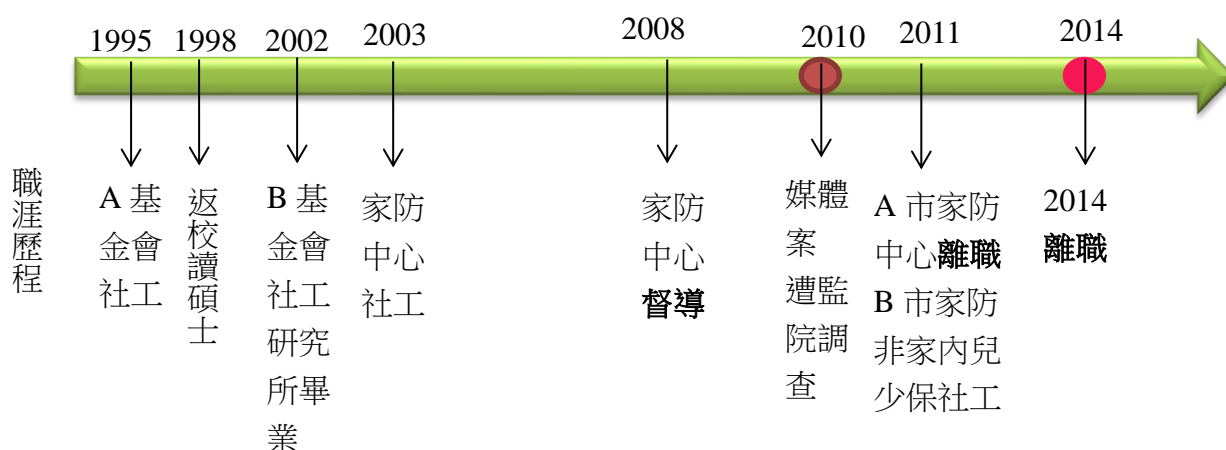 1995
1998
2002
2003
2008
2010
2011
2014
職涯歷程
A 基
金會
社工
返校讀碩士
B 基
金會
社工
研究
所畢
業
家防
中心
社工
家防
中心
督導
媒體
案
遭監
院調
查
A 市家防
中心離職
B 市家防
非家內兒
少保社工
2014
離職